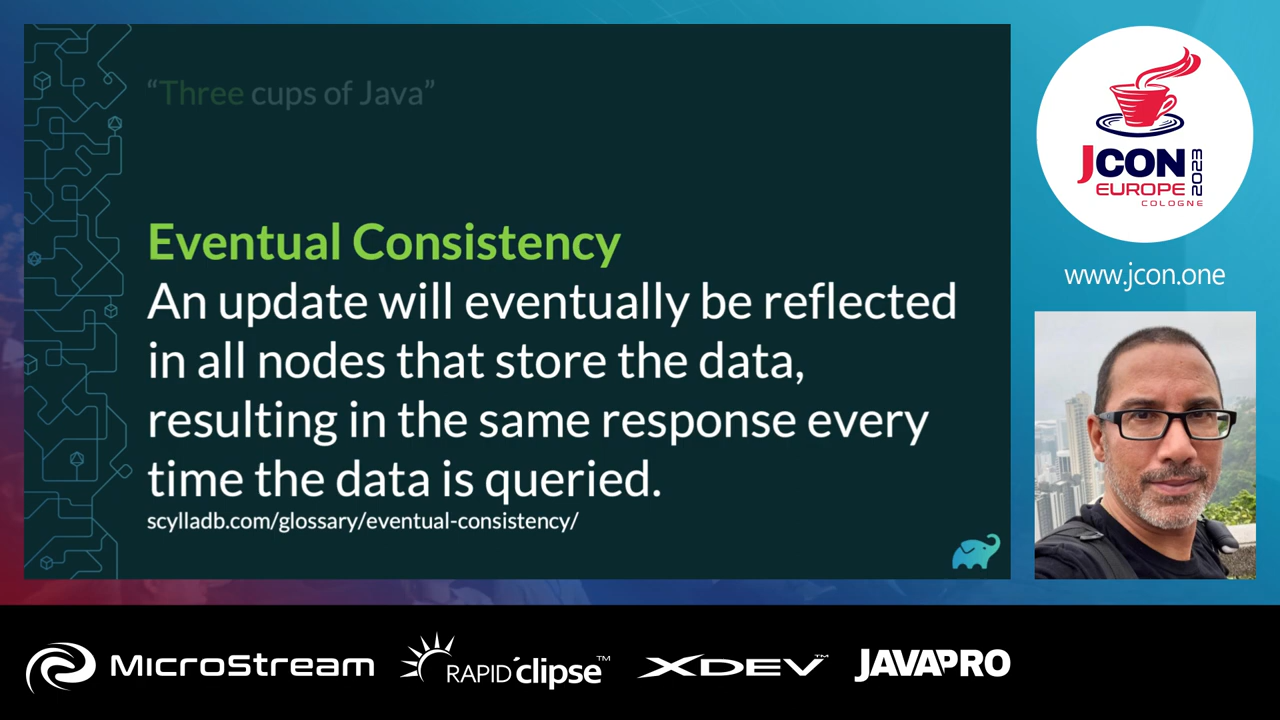 “Three cups of Java”
Eventual Consistency
An update will eventually be reflected
in all nodes that store the data,
resulting in the same response every
time the data is queried.
scylladb.com/glossary/eventual-consistency/
JCON
EUROPE
2023
COLOGNE
www.jcon.one
MicroStream
RAPID'clipse™
XDEV™
JAVAPRO